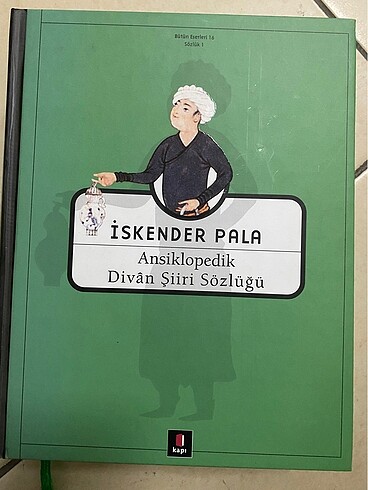 Bütün Eserleri 16
Sözlük 1
İSKENDER PALA
Ansiklopedik
Divân Şiiri Sözlüğü
kapı